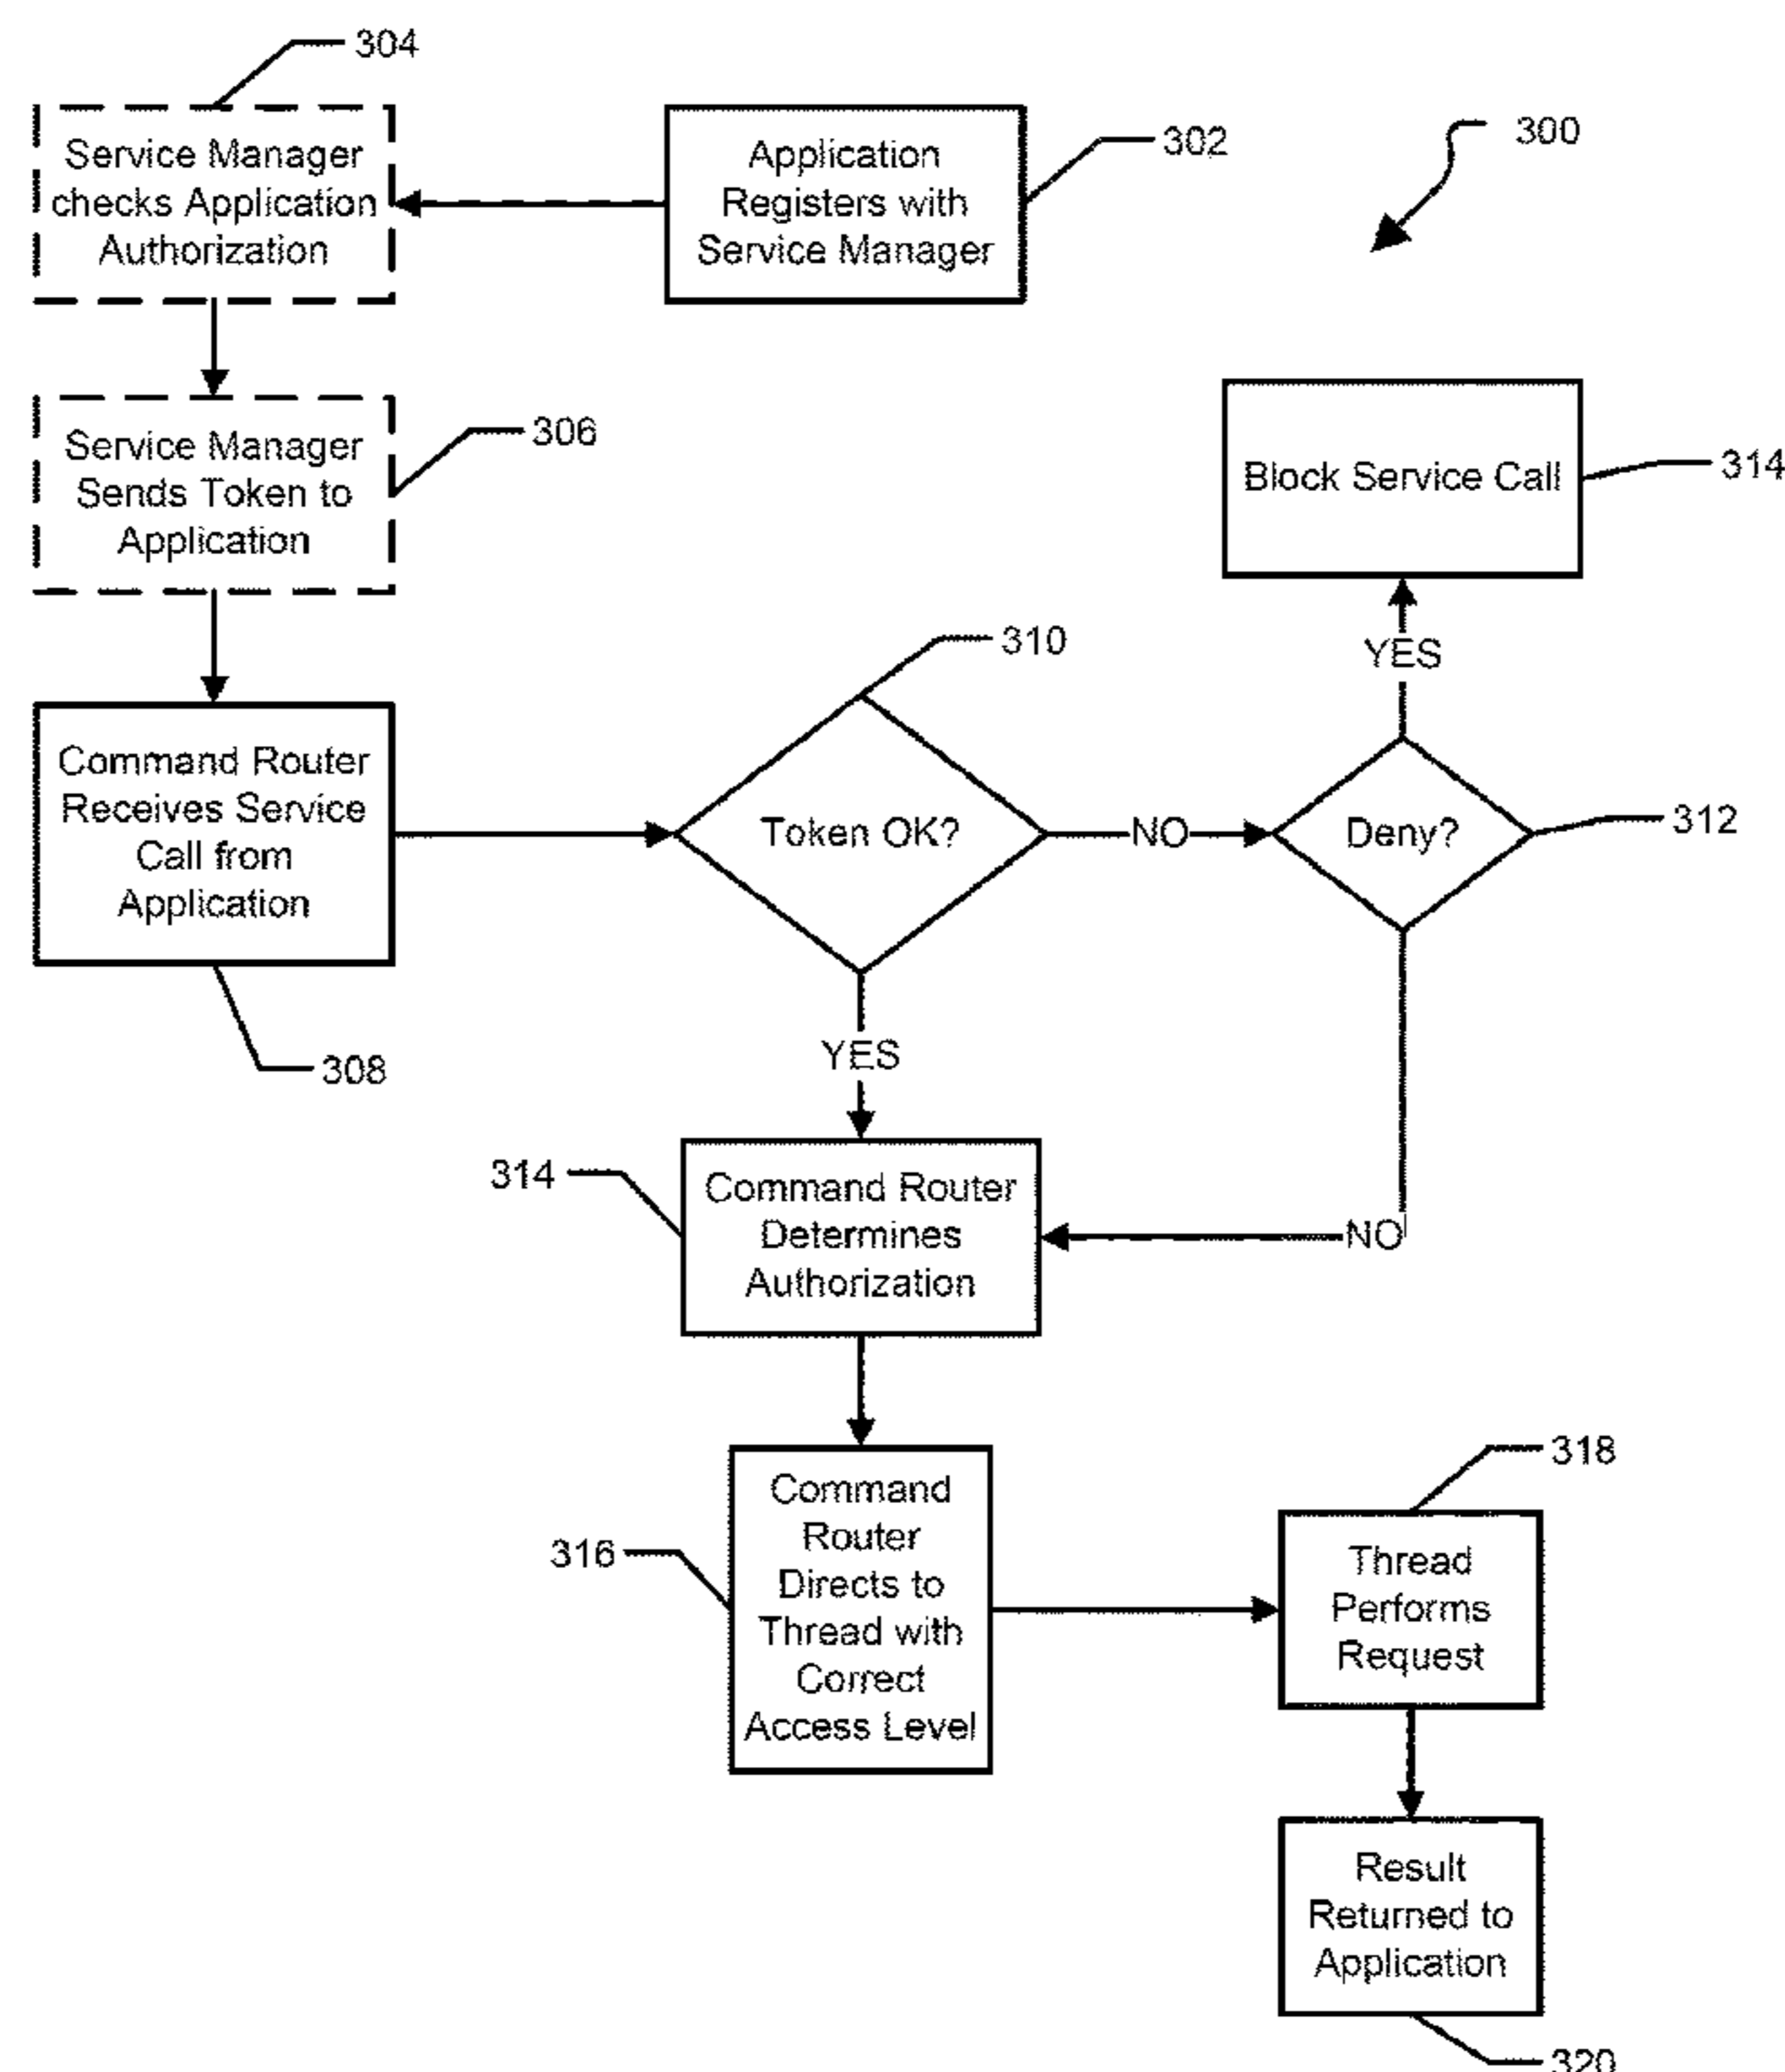 304
Service Manager
checks Application
Authorization
Application
Registers with
Service Manager
302
300
Service Manager
Sends Token to
Application
306
Block Service Call
314
YES
310
Command Router
Receives Service
Call from
Application
308
Token OK?
NO
Deny?
312
YES
314
Command Router
Determines
Authorization
NO
316
Command
Router
Directs to
Thread with
Correct
Access Level
318
Thread
Performs
Request
Result
Returned to
Application
320